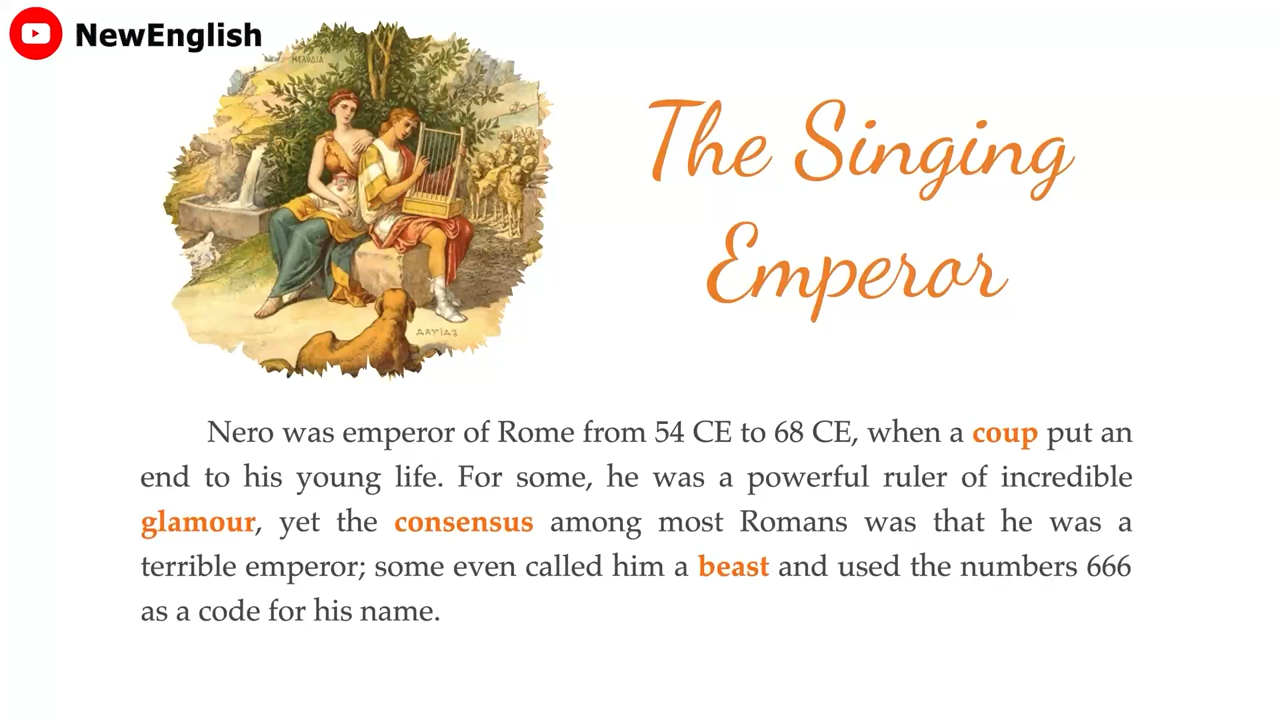 NewEnglish
ΜΕΛΩΔΙΑ
The Singing
Emperor
ΔΑΥΙΔ
Nero was emperor of Rome from 54 CE to 68 CE, when a coup put an
end to his young life. For some, he was a powerful ruler of incredible
glamour, yet the consensus among most Romans was that he was a
terrible emperor; some even called him a beast and used the numbers 666
as a code for his name.